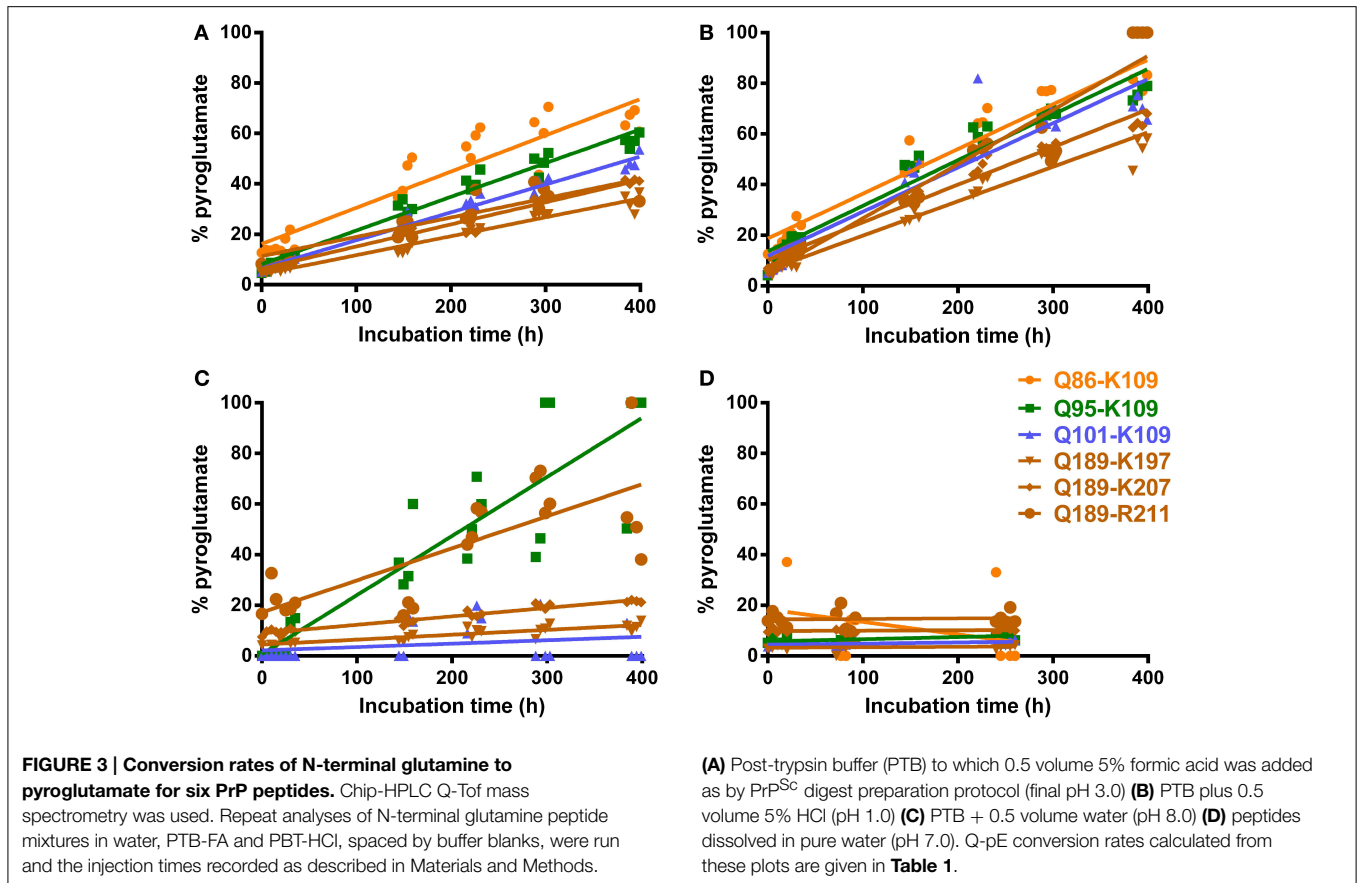 A
100
80
60
40
20
0
% pyroglutamate
0 100 200 300 400
Incubation time (h)
B
100
80
60
40
20
0
% pyroglutamate
0 100 200 300 400
Incubation time (h)
C
100
80
60
40
20
0
% pyroglutamate
0 100 200 300 400
Incubation time (h)
D
100
80
60
40
20
0
% pyroglutamate
0 100 200 300 400
Incubation time (h)
Q86-K109
Q95-K109
Q101-K109
Q189-K197
Q189-K207
Q189-R211
FIGURE 3 | Conversion rates of N-terminal glutamine to
pyroglutamate for six PrP peptides. Chip-HPLC Q-Tof mass
spectrometry was used. Repeat analyses of N-terminal glutamine peptide
mixtures in water, PTB-FA and PBT-HCl, spaced by buffer blanks, were run
and the injection times recorded as described in Materials and Methods.
(A) Post-trypsin buffer (PTB) to which 0.5 volume 5% formic acid was added
as by PrPSc digest preparation protocol (final pH 3.0) (B) PTB plus 0.5
volume 5% HCl (pH 1.0) (C) PTB + 0.5 volume water (pH 8.0) (D) peptides
dissolved in pure water (pH 7.0). Q-pE conversion rates calculated from
these plots are given in Table 1.